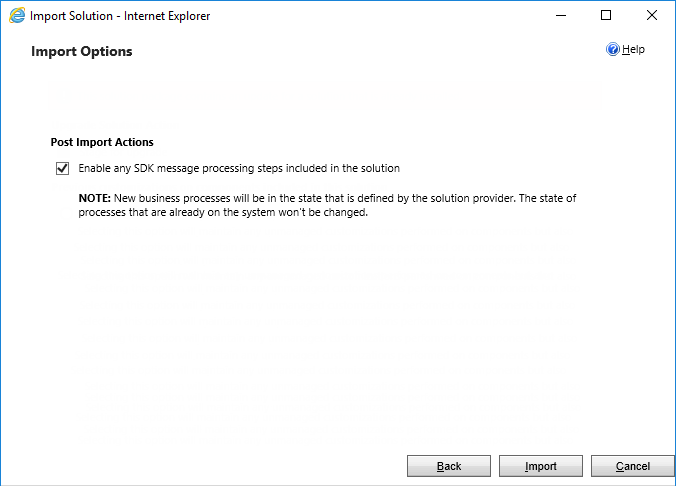 Import Solution - Internet Explorer
Import Options
Help
Post Import Actions
Enable any SDK message processing steps included in the solution
NOTE: New business processes will be in the state that is defined by the solution provider. The state of
processes that are already on the system won't be changed.
Back Import Cancel